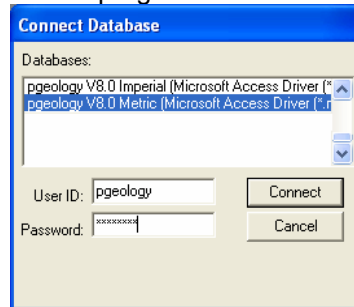 Connect Database
Databases:
pgeology V8.0 Imperial (Microsoft Access Driver (*
pgeology V8.0 Metric (Microsoft Access Driver (*.r
User ID: pgeology
Connect
Password: xxxxxxxx
Cancel